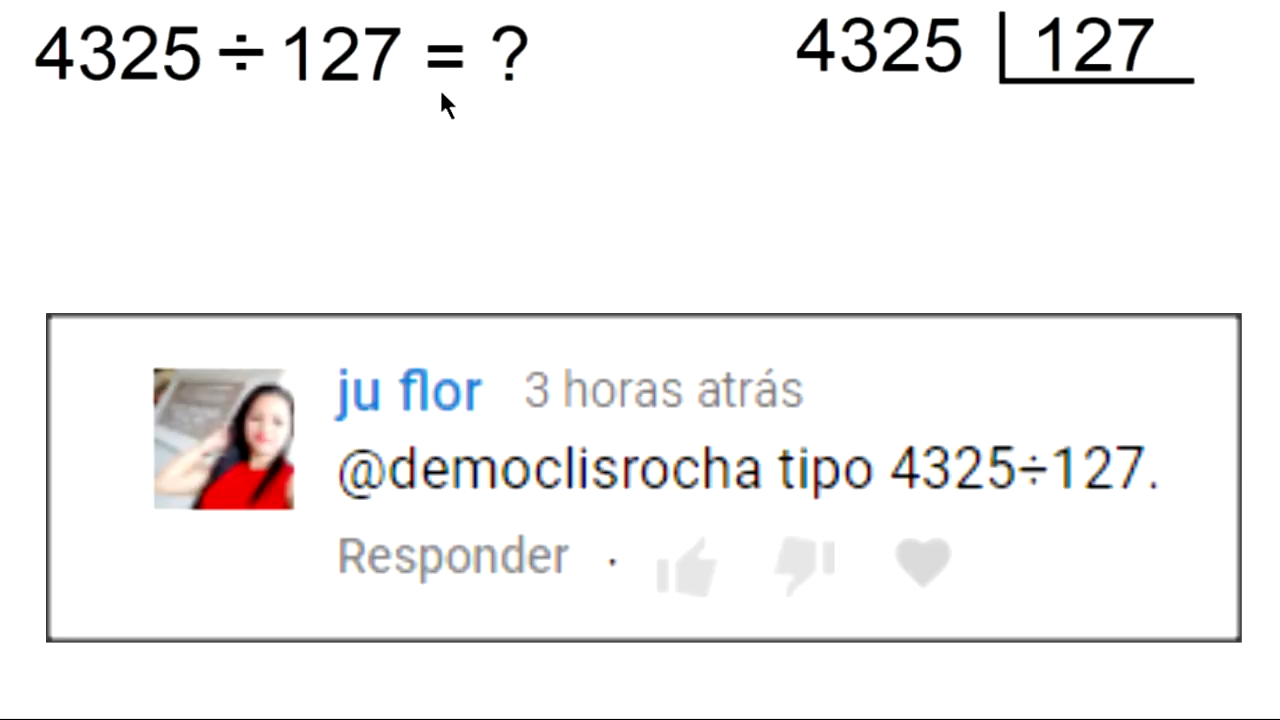 4325 ÷ 127 = ?
4325 127
ju flor 3 horas atrás
@democlisrocha tipo 4325÷127.
Responder ·